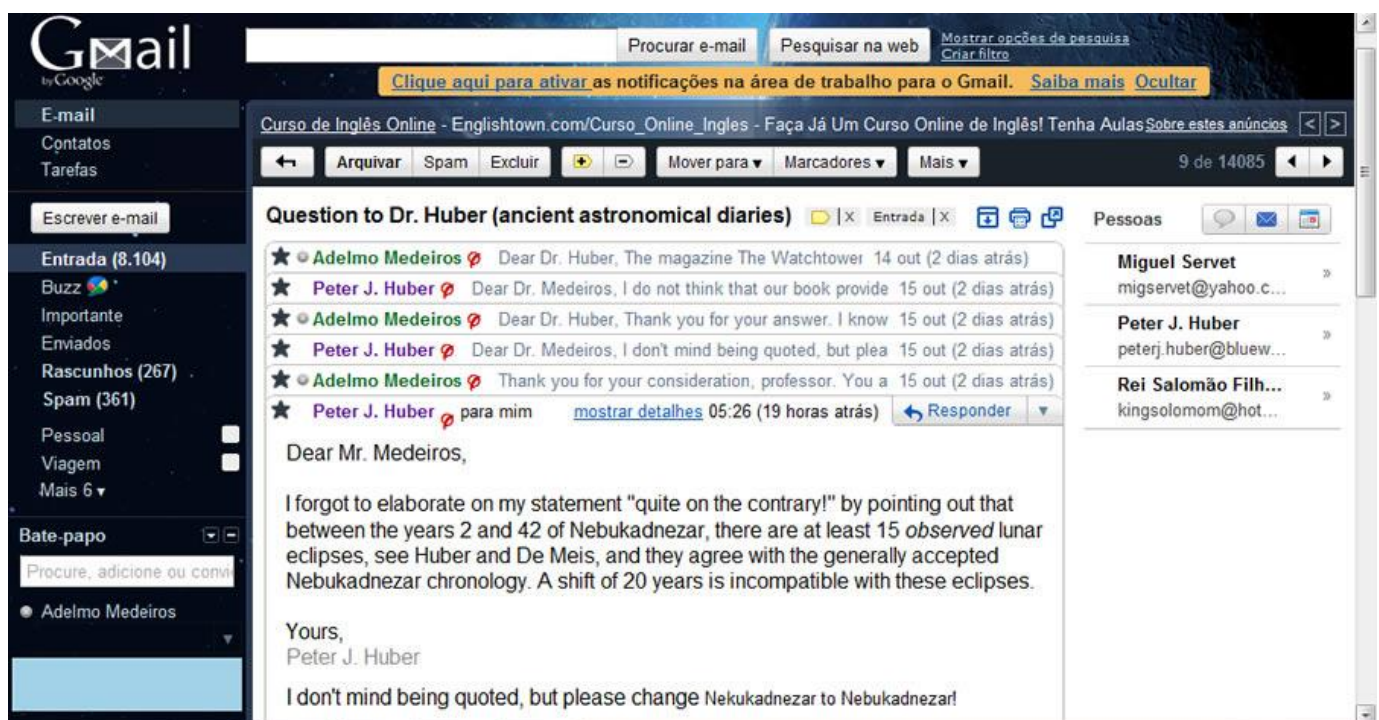 Gmail
by Google
Procurar e-mail Pesquisar na web Mostrar opções de pesquisa
Criar filtro
Clique aqui para ativar as notificações na área de trabalho para o Gmail. Saiba mais Ocultar
E-mail
Contatos
Tarefas
Escrever e-mail
Entrada (8.104)
Buzz
Importante
Enviados
Rascunhos (267)
Spam (361)
Pessoal
Viagem
Mais 6
Bate-papo
Procure, adicione ou convi
Adelmo Medeiros
Curso de Inglês Online - Englishtown.com/Curso_Online_Ingles - Faça Já Um Curso Online de Inglês! Tenha Aulas Sobre estes anúncios < >
Arquivar Spam Excluir Mover para Marcadores Mais 9 de 14085
Question to Dr. Huber (ancient astronomical diaries) X Entrada X
Adelmo Medeiros Dear Dr. Huber, The magazine The Watchtower 14 out (2 dias atrás)
Peter J. Huber Dear Dr. Medeiros, I do not think that our book provide 15 out (2 dias atrás)
Adelmo Medeiros Dear Dr. Huber, Thank you for your answer. I know 15 out (2 dias atrás)
Peter J. Huber Dear Dr. Medeiros, I don't mind being quoted, but plea 15 out (2 dias atrás)
Adelmo Medeiros Thank you for your consideration, professor. You a 15 out (2 dias atrás)
Peter J. Huber para mim mostrar detalhes 05:26 (19 horas atrás) Responder
Dear Mr. Medeiros,
I forgot to elaborate on my statement "quite on the contrary!" by pointing out that
between the years 2 and 42 of Nebukadnezar, there are at least 15 observed lunar
eclipses, see Huber and De Meis, and they agree with the generally accepted
Nebukadnezar chronology. A shift of 20 years is incompatible with these eclipses.
Yours,
Peter J. Huber
I don't mind being quoted, but please change Nekukadnezar to Nebukadnezar!
Pessoas
Miguel Servet
migservet@yahoo.c...
Peter J. Huber
peterj.huber@bluew...
Rei Salomão Filh...
kingsolomom@hot...